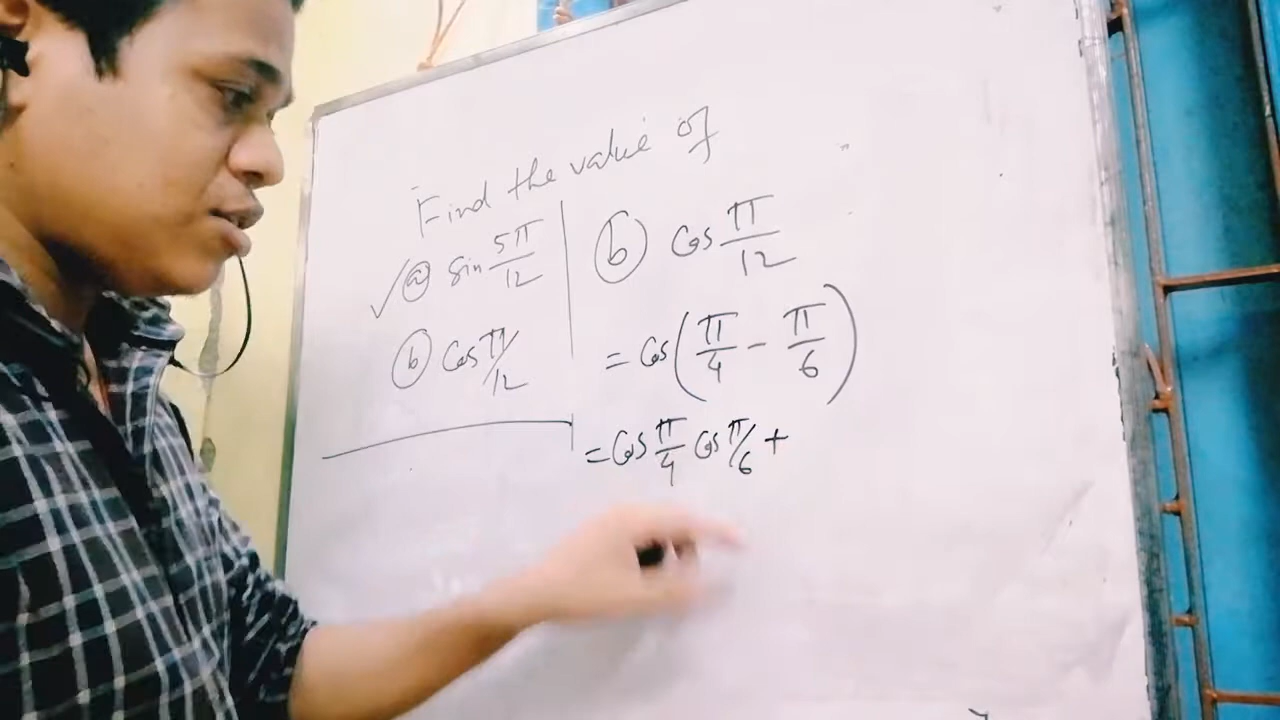 Find the value of
✓ⓐ sin 5π/12
ⓑ Cos π/12
ⓑ Cos π/12
= Cos(π/4 - π/6)
= Cos π/4 Cos π/6 +